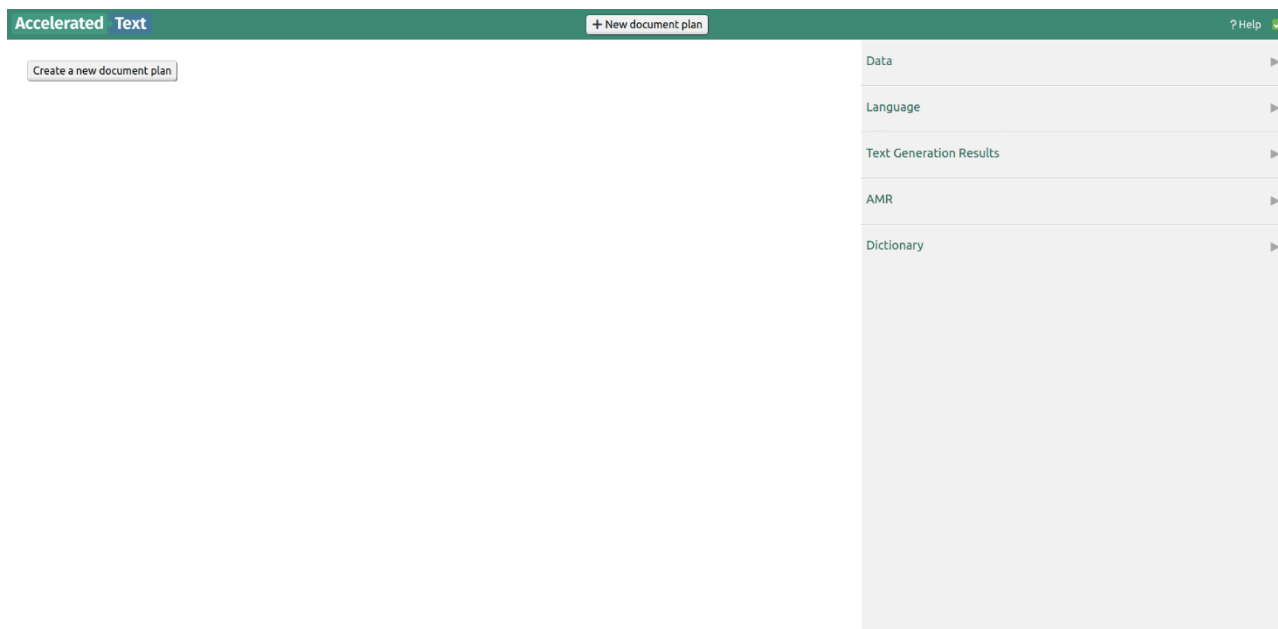 Accelerated Text
+ New document plan
? Help
Create a new document plan
Data
Language
Text Generation Results
AMR
Dictionary